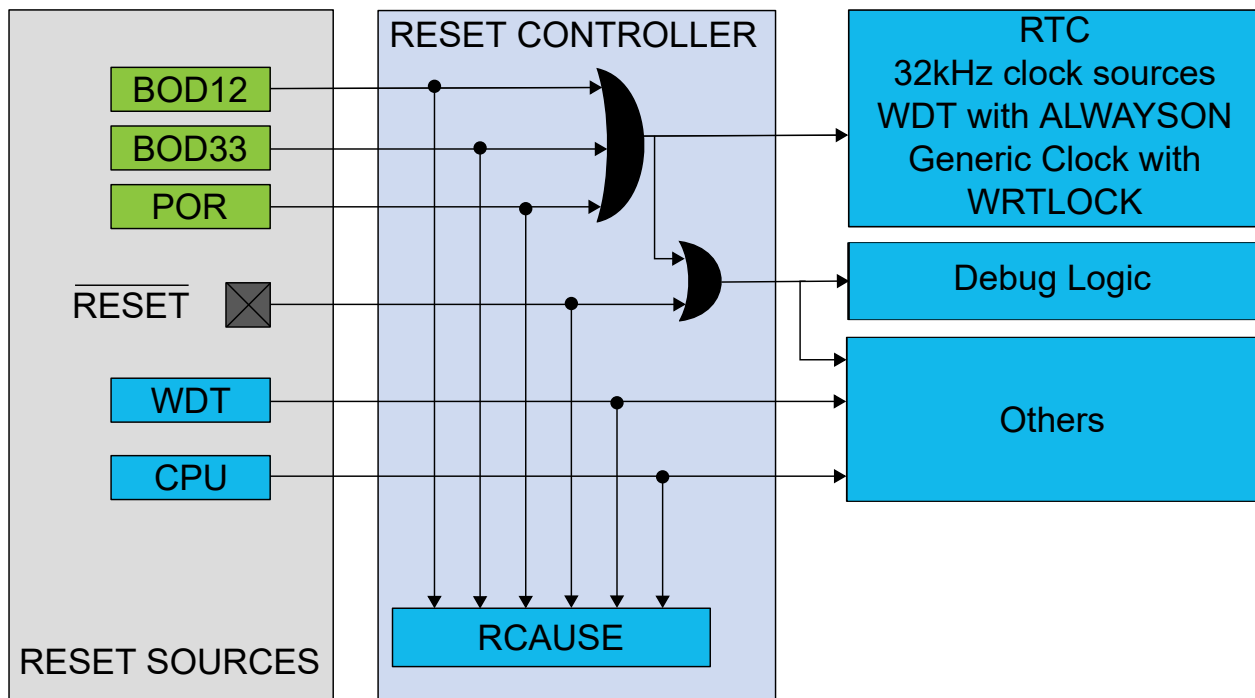 RESET CONTROLLER
BOD12
BOD33
POR
RESET
WDT
CPU
RESET SOURCES
RCAUSE
RTC
32kHz clock sources
WDT with ALWAYSON
Generic Clock with
WRTLOCK
Debug Logic
Others